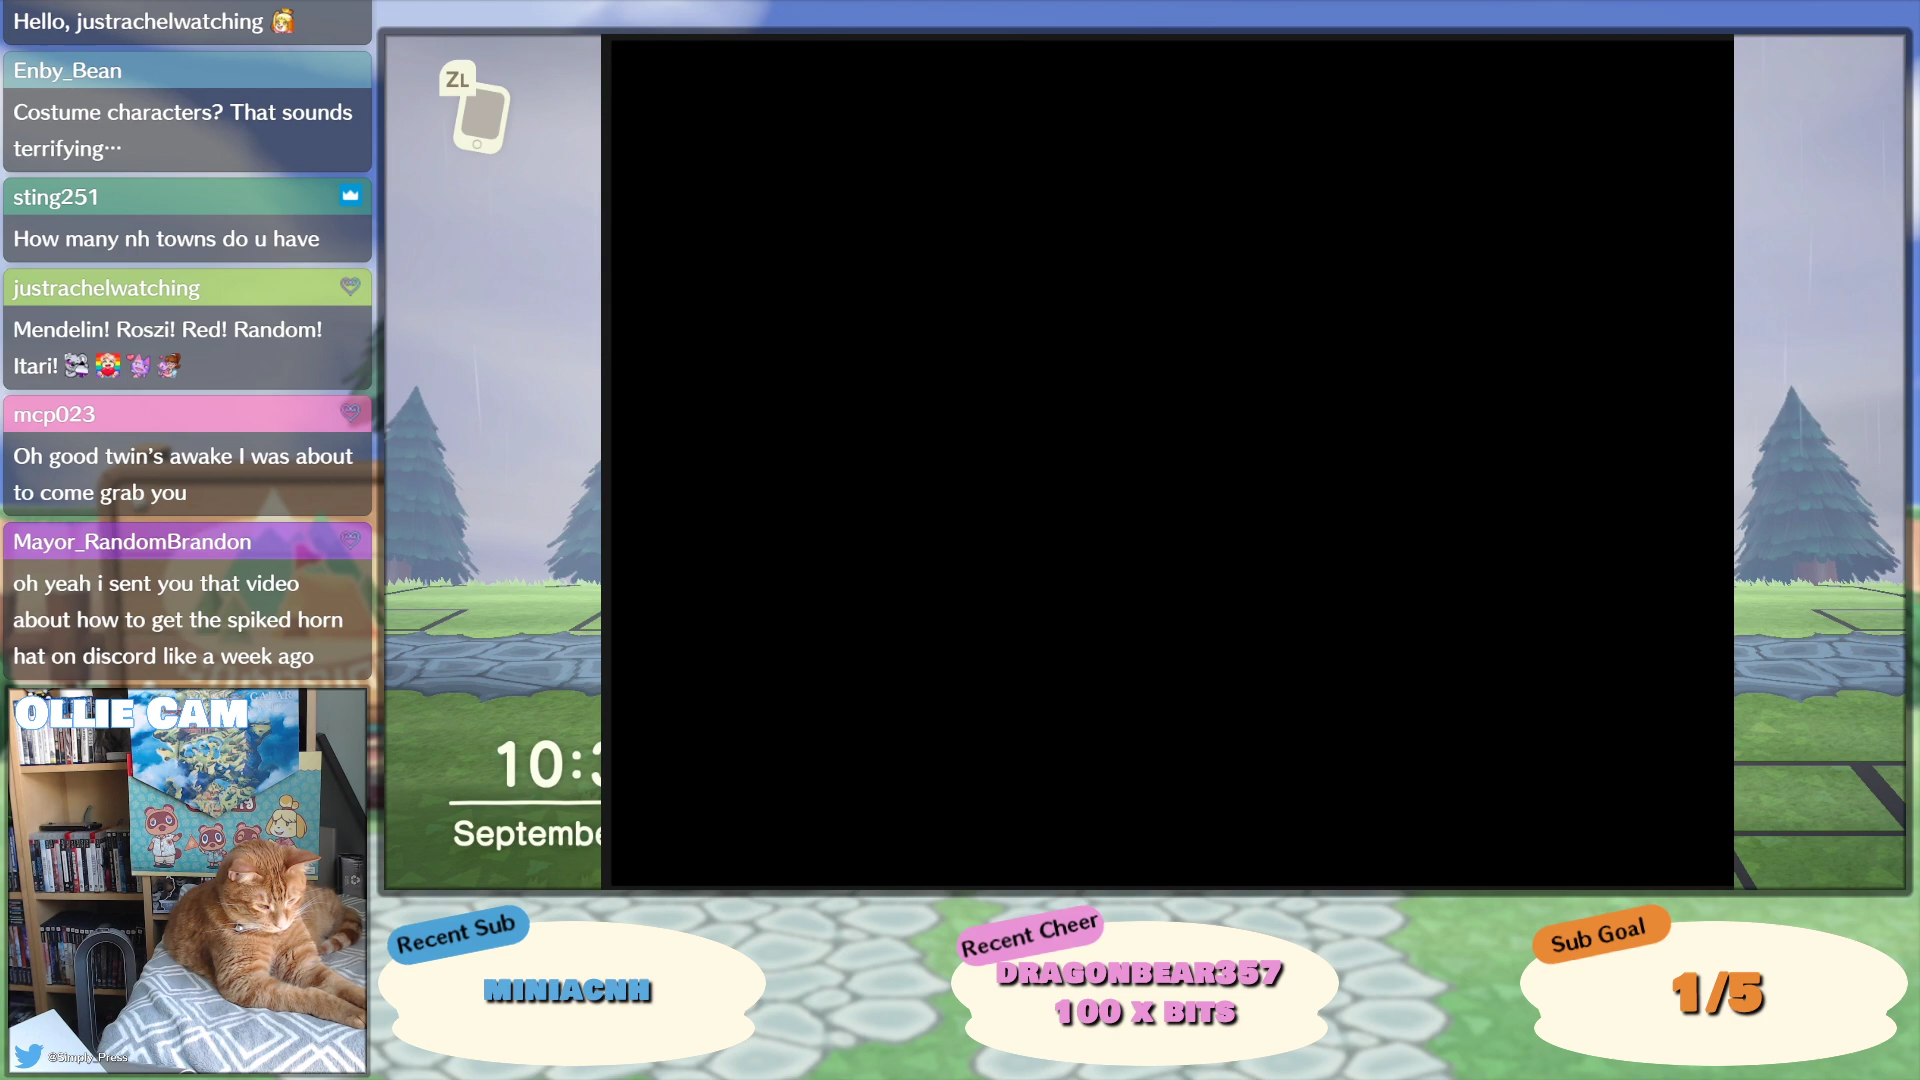 Hello, justrachelwatching
Enby_Bean
Costume characters? That sounds
terrifying…
sting251
How many nh towns do u have
justrachelwatching
Mendelin! Roszi! Red! Random!
Itari!
mcp023
Oh good twin's awake I was about
to come grab you
Mayor_RandomBrandon
oh yeah i sent you that video
about how to get the spiked horn
hat on discord like a week ago
OLLIE CAM
@Simply_Press
ZL
10:3
Septembe
Recent Sub
MINIACNH
Recent Cheer
DRAGONBEAR357
100 X BITS
Sub Goal
1/5